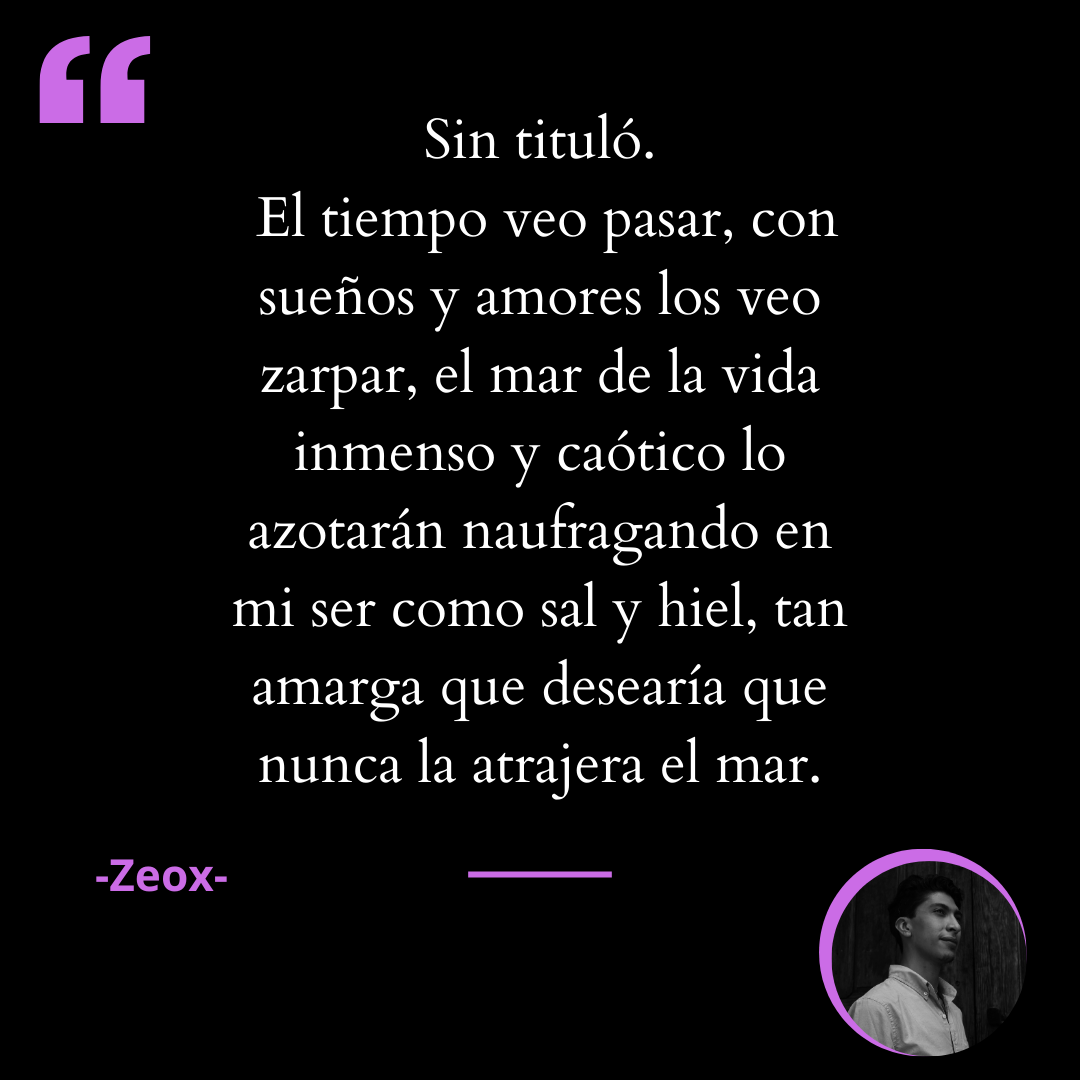 Sin tituló.
El tiempo veo pasar, con
sueños y amores los veo
zarpar, el mar de la vida
inmenso y caótico lo
azotarán naufragando en
mi ser como sal y hiel, tan
amarga que desearía que
nunca la atrajera el mar.
-Zeox-